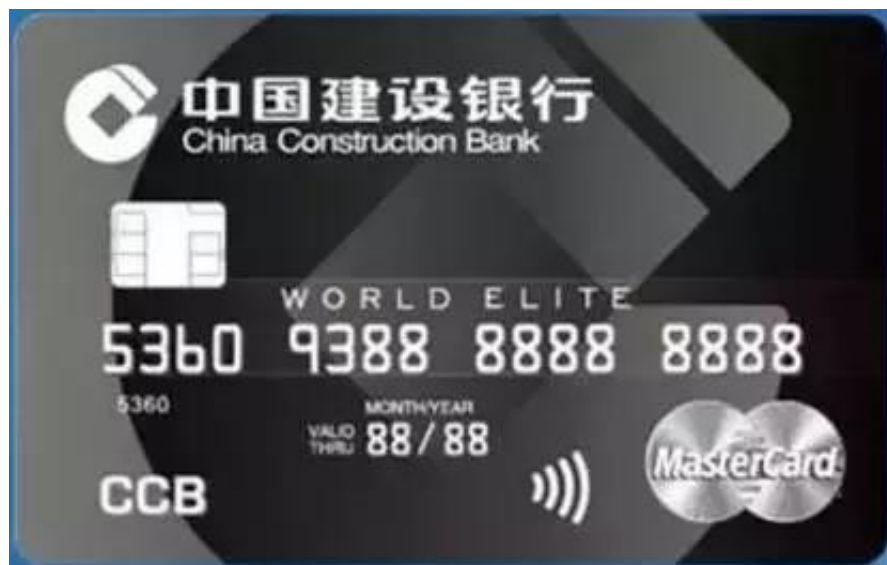 中国建设银行
China Construction Bank
WORLD ELITE
5360 9388 8888 8888
5360
MONTH/YEAR
VALID THRU 88/88
CCB
MasterCard